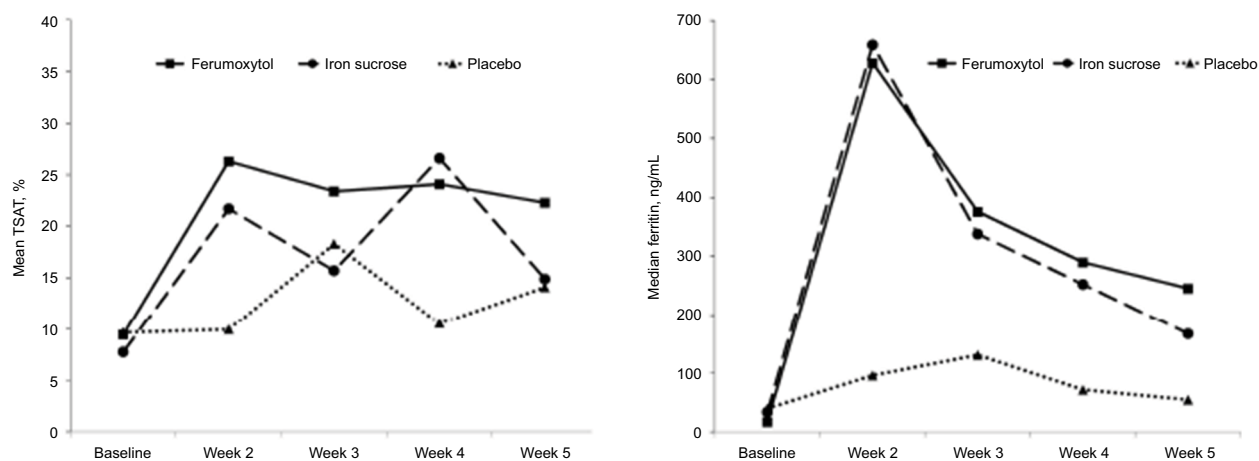 40
35
30
25
20
15
10
5
0
Mean TSAT, %
Ferumoxytol Iron sucrose Placebo
Baseline Week 2 Week 3 Week 4 Week 5
700
600
500
400
300
200
100
0
Median ferritin, ng/mL
Ferumoxytol Iron sucrose Placebo
Baseline Week 2 Week 3 Week 4 Week 5